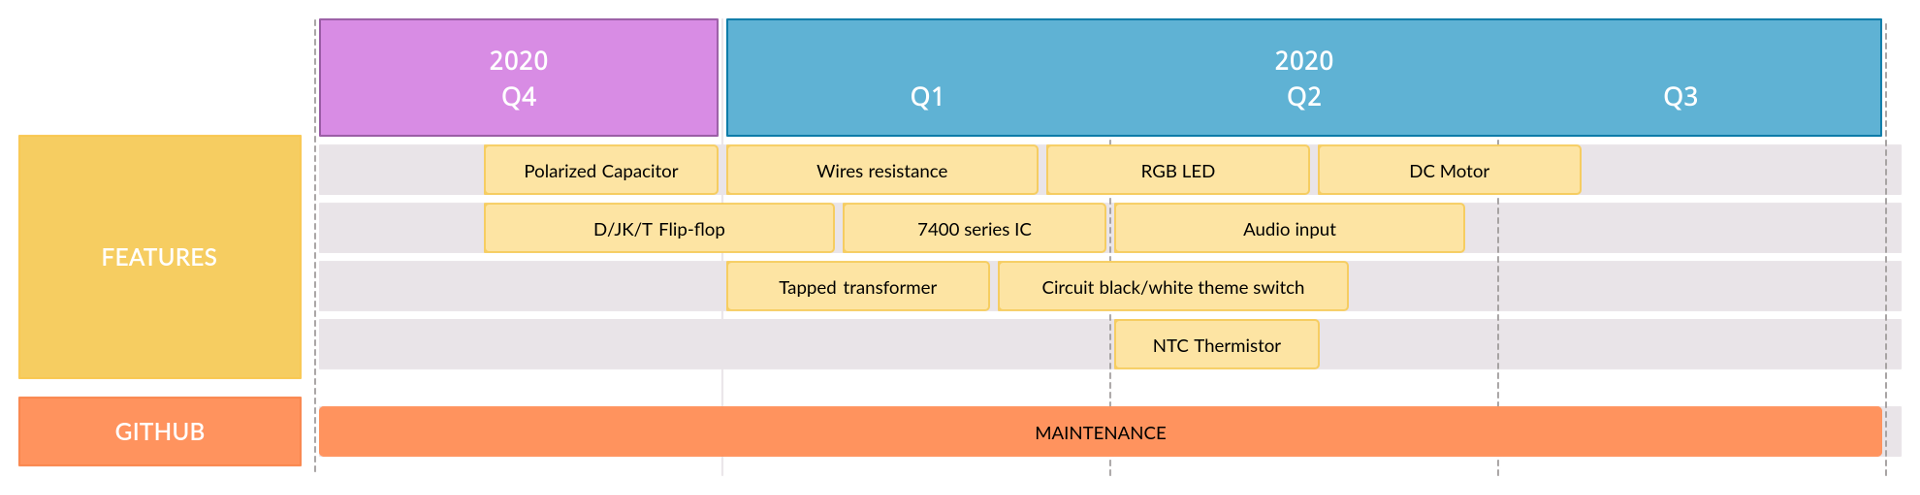 2020
Q4
2020
Q1 Q2 Q3
FEATURES
Polarized Capacitor Wires resistance RGB LED DC Motor
D/JK/T Flip-flop 7400 series IC Audio input
Tapped transformer Circuit black/white theme switch
NTC Thermistor
GITHUB
MAINTENANCE